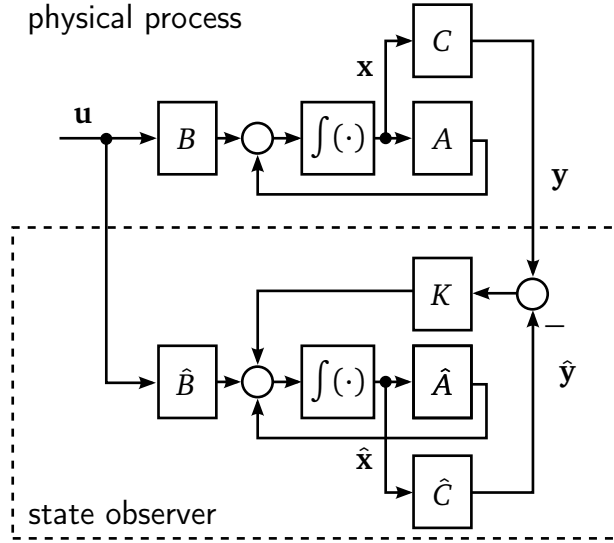 physical process
C
x
u
B
∫(·)
A
y
K
−
B̂
∫(·)
Â
ŷ
x̂
Ĉ
state observer